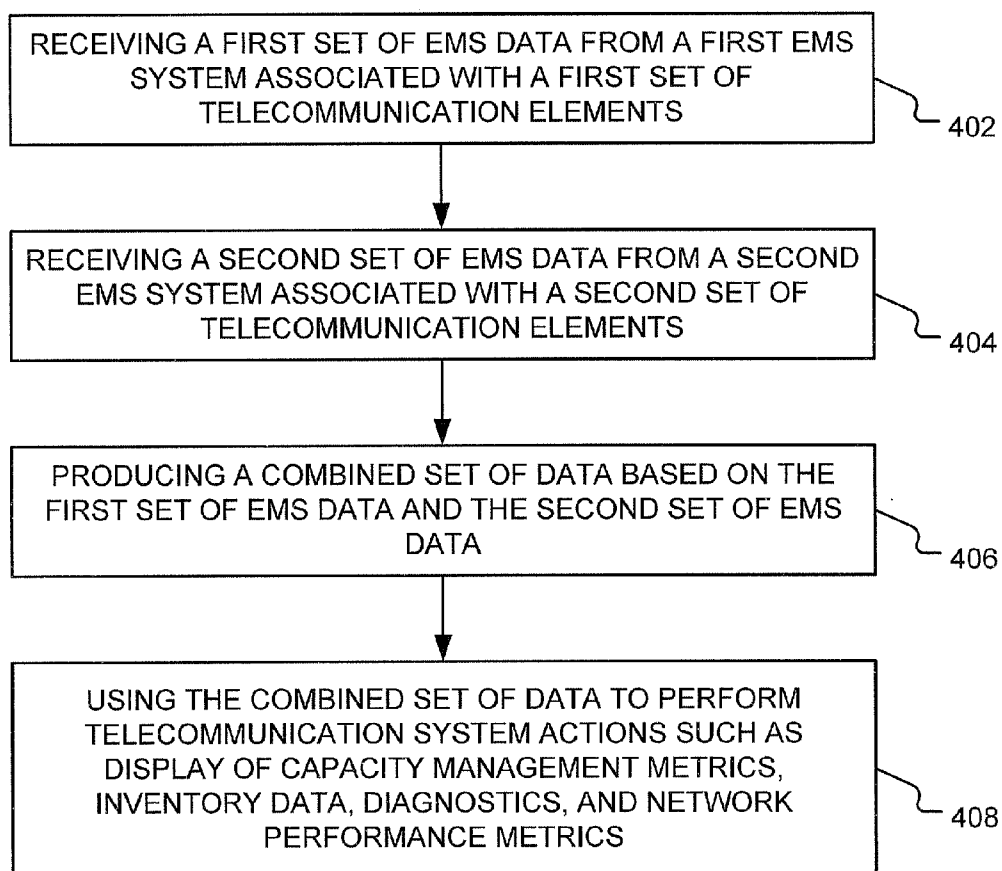 RECEIVING A FIRST SET OF EMS DATA FROM A FIRST EMS
SYSTEM ASSOCIATED WITH A FIRST SET OF
TELECOMMUNICATION ELEMENTS
402
RECEIVING A SECOND SET OF EMS DATA FROM A SECOND
EMS SYSTEM ASSOCIATED WITH A SECOND SET OF
TELECOMMUNICATION ELEMENTS
404
PRODUCING A COMBINED SET OF DATA BASED ON THE
FIRST SET OF EMS DATA AND THE SECOND SET OF EMS
DATA
406
USING THE COMBINED SET OF DATA TO PERFORM
TELECOMMUNICATION SYSTEM ACTIONS SUCH AS
DISPLAY OF CAPACITY MANAGEMENT METRICS,
INVENTORY DATA, DIAGNOSTICS, AND NETWORK
PERFORMANCE METRICS
408